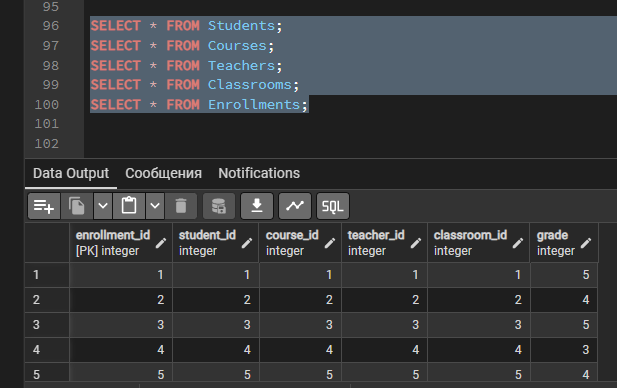 95
96 SELECT * FROM Students;
97 SELECT * FROM Courses;
98 SELECT * FROM Teachers;
99 SELECT * FROM Classrooms;
100 SELECT * FROM Enrollments;
101
102
Data Output Сообщения Notifications
SQL
enrollment_id student_id course_id teacher_id classroom_id grade
[PK] integer integer integer integer integer integer
1 1 1 1 1 1 5
2 2 2 2 2 2 4
3 3 3 3 3 3 5
4 4 4 4 4 4 3
5 5 5 5 5 5 4